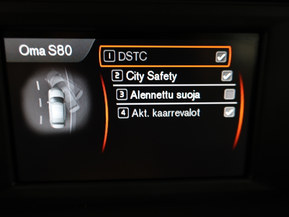 Oma S80
1 DSTC
2 City Safety
3 Alennettu suoja
4 Akt. kaarrevalot